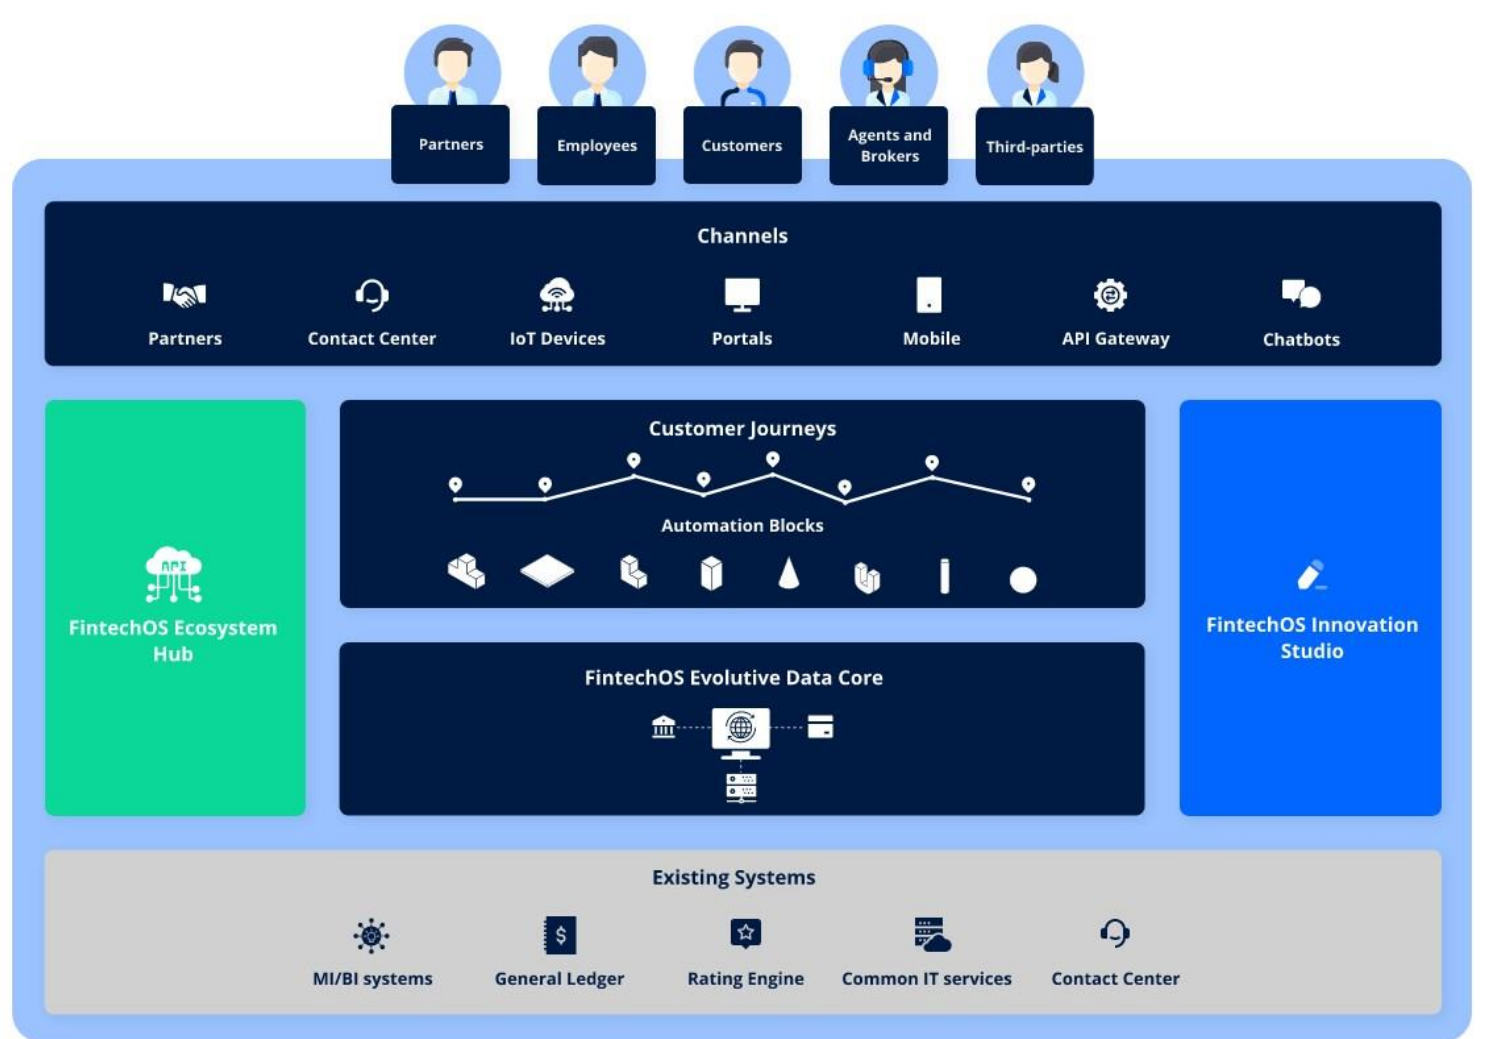 Partners
Employees
Customers
Agents and
Brokers
Third-parties
Channels
Partners
Contact Center
IoT Devices
Portals
Mobile
API Gateway
Chatbots
API
FintechOS Ecosystem
Hub
Customer Journeys
Automation Blocks
FintechOS Evolutive Data Core
FintechOS Innovation
Studio
Existing Systems
MI/BI systems
General Ledger
Rating Engine
Common IT services
Contact Center